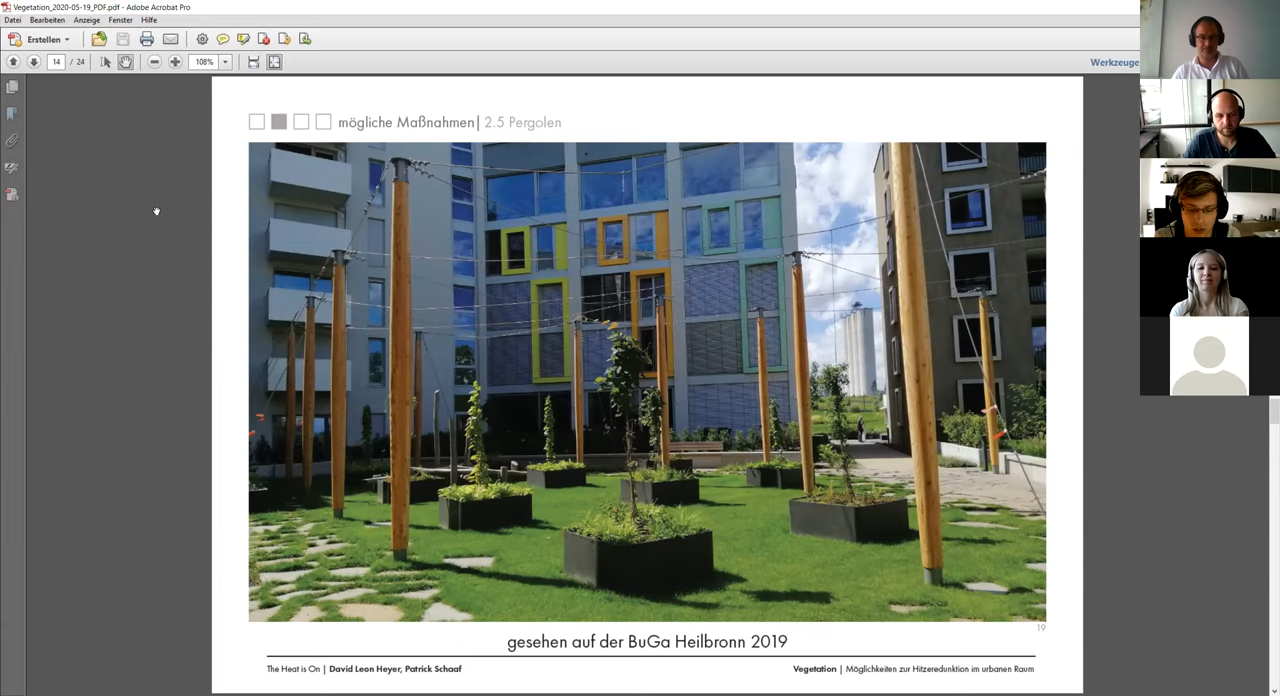 Vegetation_2020-05-19_PDF.pdf - Adobe Acrobat Pro
Datei Bearbeiten Anzeige Fenster Hilfe
Erstellen
14 / 24 108% Werkzeuge
mögliche Maßnahmen| 2.5 Pergolen
19
gesehen auf der BuGa Heilbronn 2019
The Heat is On | David Leon Heyer, Patrick Schaaf
Vegetation | Möglichkeiten zur Hitzeredunktion im urbanen Raum